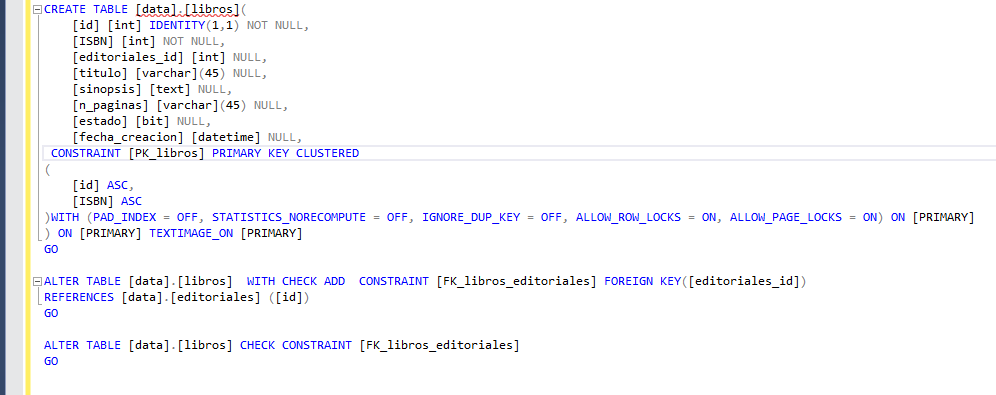 CREATE TABLE [data].[libros](
[id] [int] IDENTITY(1,1) NOT NULL,
[ISBN] [int] NOT NULL,
[editoriales_id] [int] NULL,
[titulo] [varchar](45) NULL,
[sinopsis] [text] NULL,
[n_paginas] [varchar](45) NULL,
[estado] [bit] NULL,
[fecha_creacion] [datetime] NULL,
CONSTRAINT [PK_libros] PRIMARY KEY CLUSTERED
(
[id] ASC,
[ISBN] ASC
)WITH (PAD_INDEX = OFF, STATISTICS_NORECOMPUTE = OFF, IGNORE_DUP_KEY = OFF, ALLOW_ROW_LOCKS = ON, ALLOW_PAGE_LOCKS = ON) ON [PRIMARY]
) ON [PRIMARY] TEXTIMAGE_ON [PRIMARY]
GO
ALTER TABLE [data].[libros]  WITH CHECK ADD  CONSTRAINT [FK_libros_editoriales] FOREIGN KEY([editoriales_id])
REFERENCES [data].[editoriales] ([id])
GO
ALTER TABLE [data].[libros] CHECK CONSTRAINT [FK_libros_editoriales]
GO